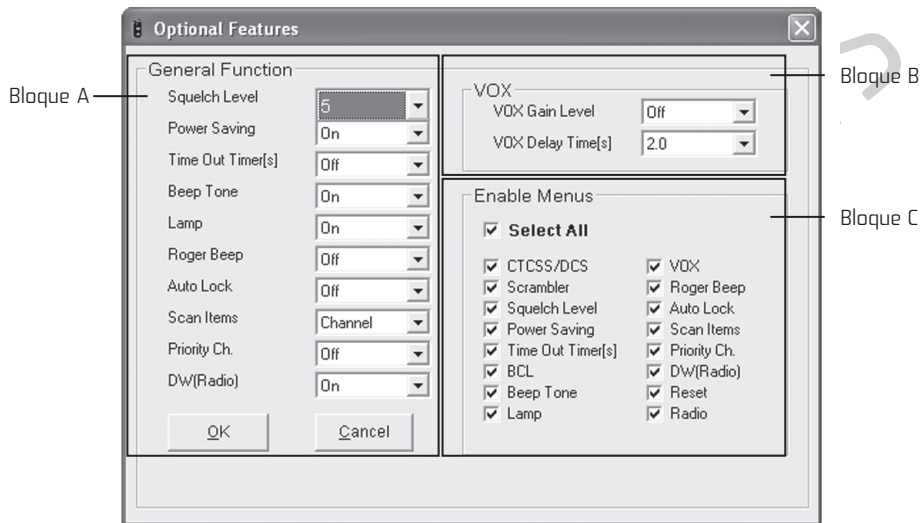 Optional Features
Bloque A
General Function
Squelch Level 5
Power Saving On
Time Out Timer[s] Off
Beep Tone On
Lamp On
Roger Beep Off
Auto Lock Off
Scan Items Channel
Priority Ch. Off
DW(Radio) On
OK Cancel
Bloque B
VOX
VOX Gain Level Off
VOX Delay Time[s] 2.0
Bloque C
Enable Menus
Select All
CTCSS/DCS VOX
Scrambler Roger Beep
Squelch Level Auto Lock
Power Saving Scan Items
Time Out Timer[s] Priority Ch.
BCL DW(Radio)
Beep Tone Reset
Lamp Radio